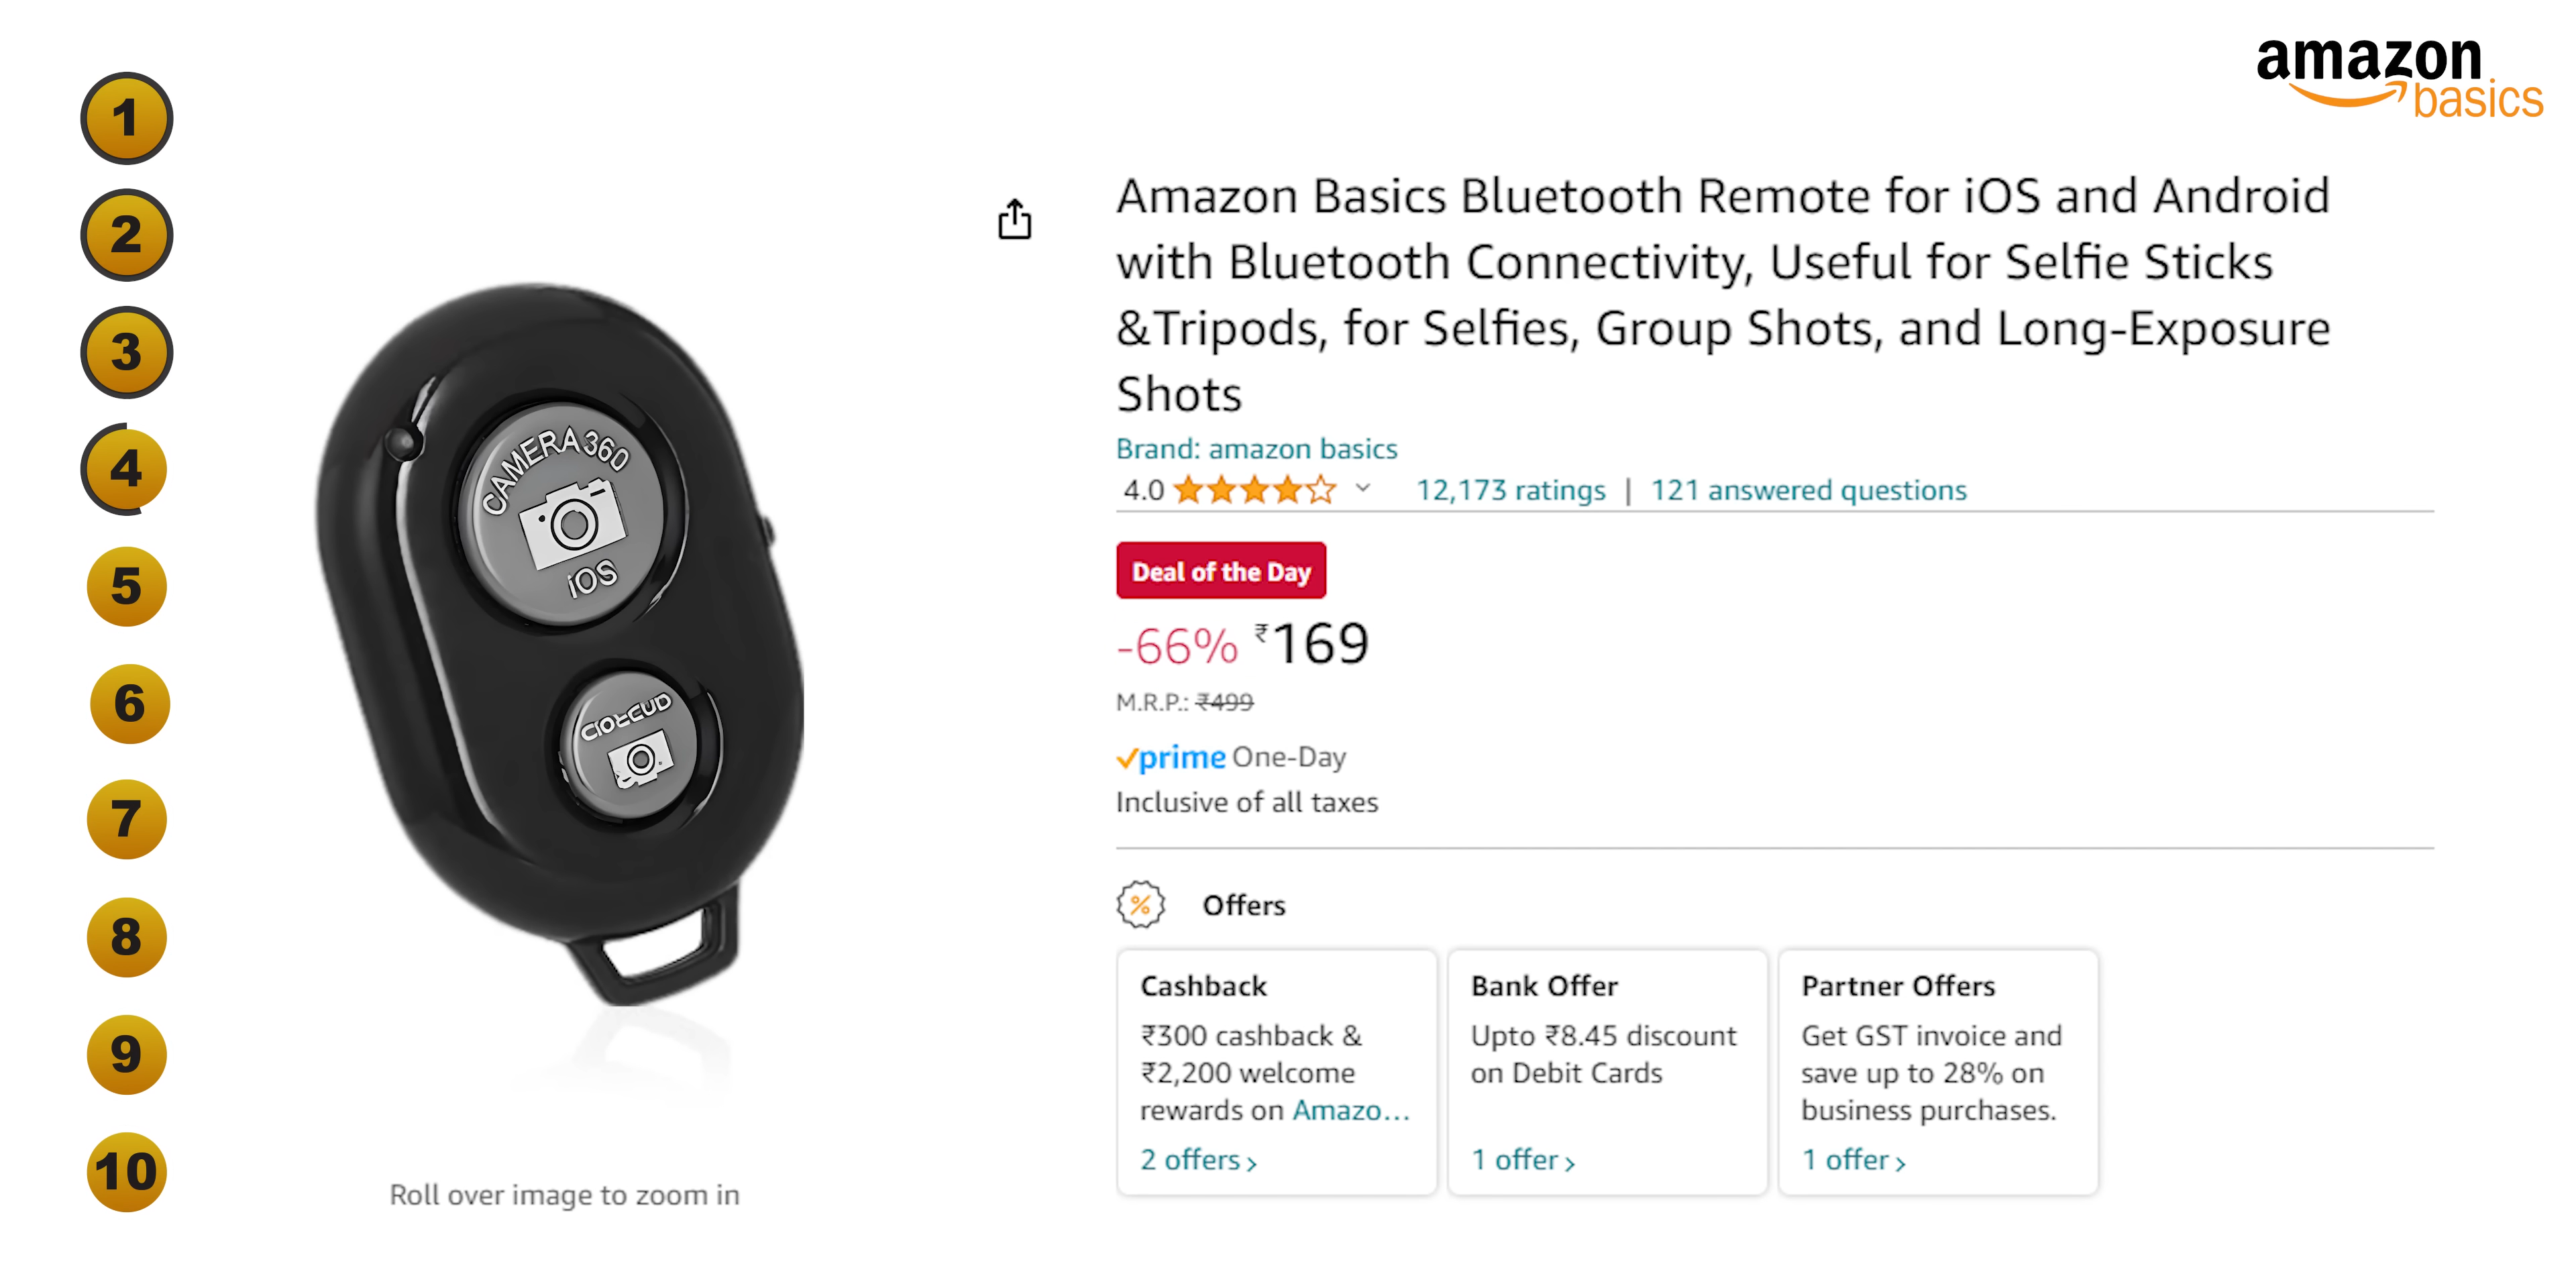 1
2
3
4
5
6
7
8
9
10
CAMERA360
iOS
Roll over image to zoom in
amazon
basics
Amazon Basics Bluetooth Remote for iOS and Android
with Bluetooth Connectivity, Useful for Selfie Sticks
&Tripods, for Selfies, Group Shots, and Long-Exposure
Shots
Brand: amazon basics
4.0 12,173 ratings | 121 answered questions
Deal of the Day
-66% ₹169
M.R.P.: ₹499
prime One-Day
Inclusive of all taxes
% Offers
Cashback
₹300 cashback &
₹2,200 welcome
rewards on Amazo...
2 offers ›
Bank Offer
Upto ₹8.45 discount
on Debit Cards
1 offer ›
Partner Offers
Get GST invoice and
save up to 28% on
business purchases.
1 offer ›